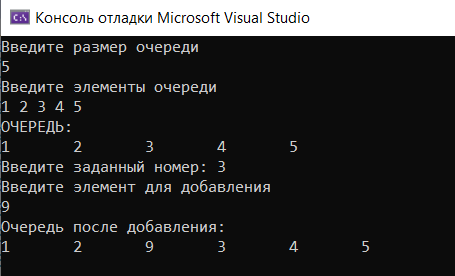 Консоль отладки Microsoft Visual Studio
Введите размер очереди
5
Введите элементы очереди
1 2 3 4 5
ОЧЕРЕДЬ:
1 2 3 4 5
Введите заданный номер: 3
Введите элемент для добавления
9
Очередь после добавления:
1 2 9 3 4 5